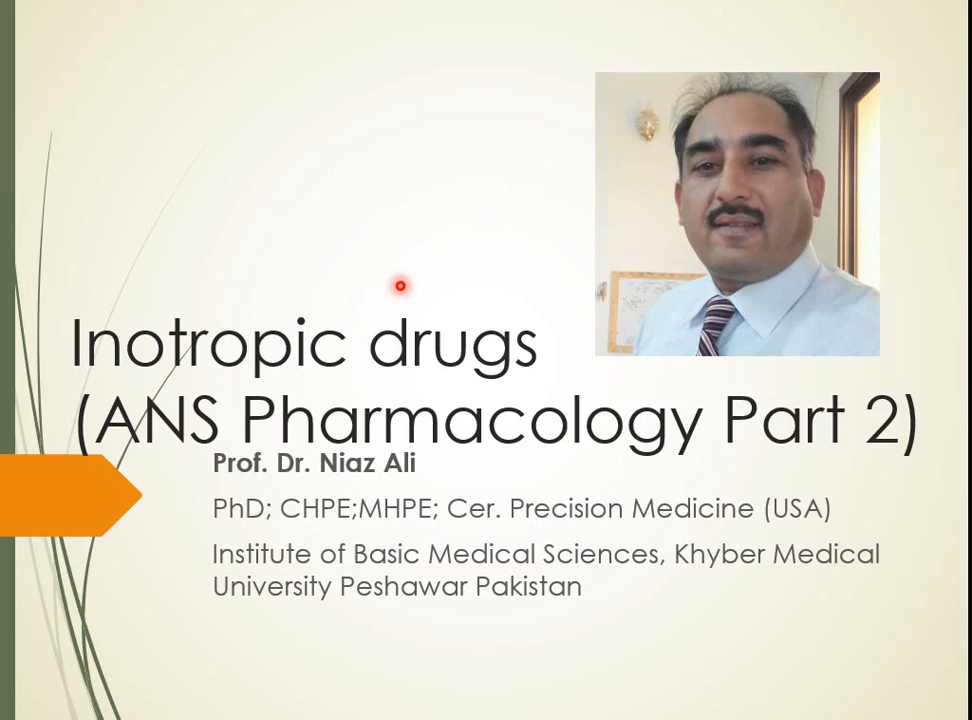 Inotropic drugs
(ANS Pharmacology Part 2)
Prof. Dr. Niaz Ali
PhD; CHPE;MHPE; Cer. Precision Medicine (USA)
Institute of Basic Medical Sciences, Khyber Medical
University Peshawar Pakistan